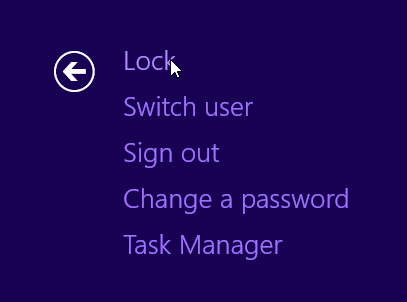 Lock
Switch user
Sign out
Change a password
Task Manager